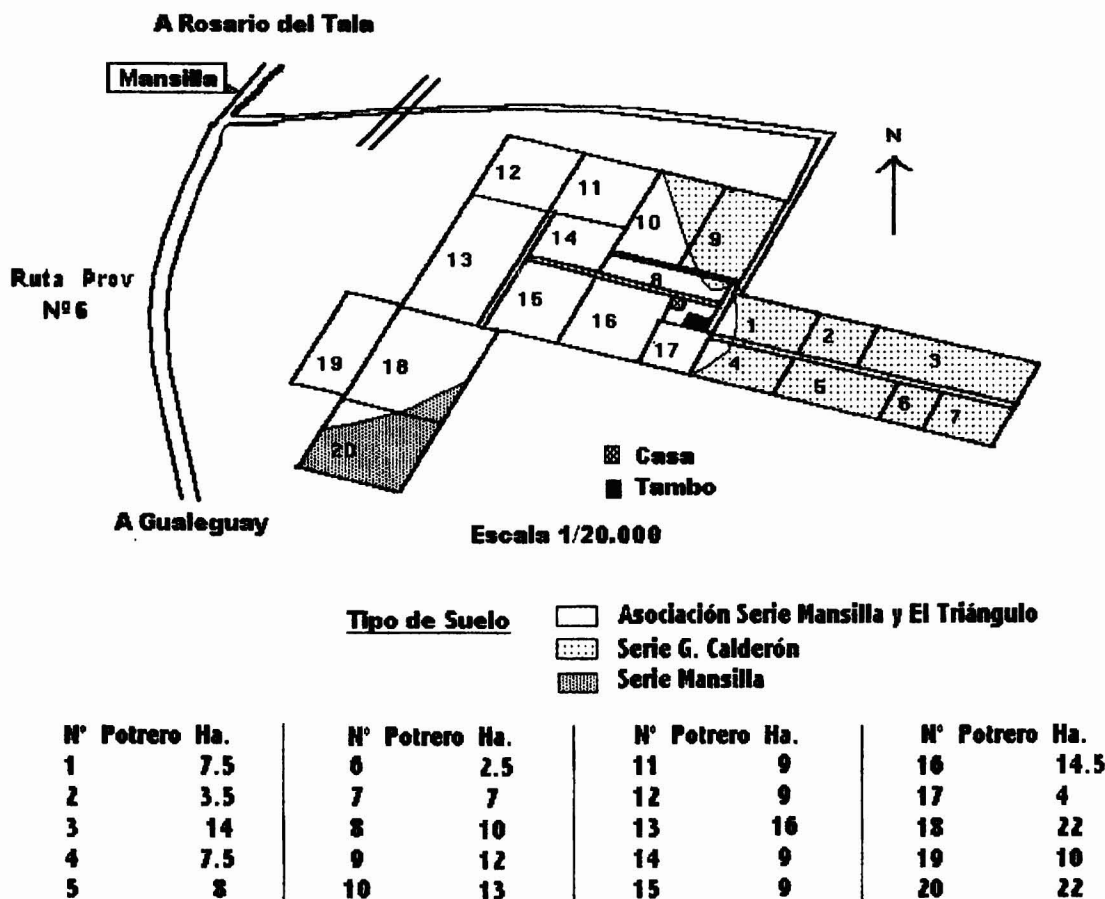 A Rosario del Tala
Mansilla
N
12
11
10
9
14
13
8
Ruta Prov
Nº 6
15
16
1
2
3
19
18
17
4
5
6
7
20
Casa
Tambo
A Gualeguay
Escala 1/20.000
Tipo de Suelo
Asociación Serie Mansilla y El Triángulo
Serie G. Calderón
Serie Mansilla
N° Potrero Ha. N° Potrero Ha. N° Potrero Ha. N° Potrero Ha.
1 7.5 6 2.5 11 9 16 14.5
2 3.5 7 7 12 9 17 4
3 14 8 10 13 16 18 22
4 7.5 9 12 14 9 19 10
5 8 10 13 15 9 20 22